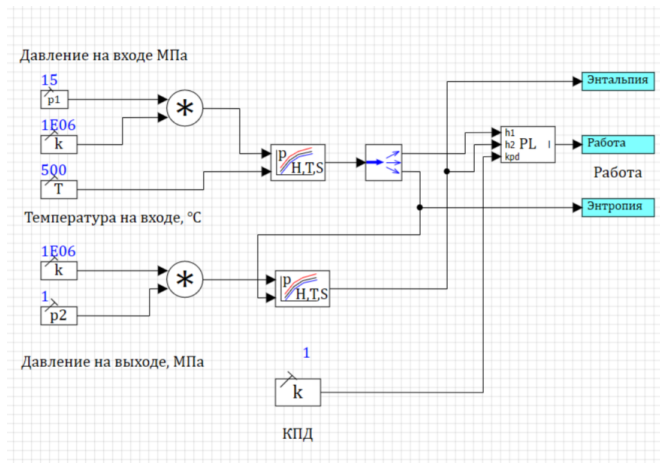 Давление на входе МПа
15
p1
1E06
k
*
500
T
p
H,T,S
Температура на входе, °C
h1
h2 PL l
kpd
Энтальпия
Работа
Работа
Энтропия
1E06
k
*
1
p2
p
H,T,S
Давление на выходе, МПа
1
k
КПД